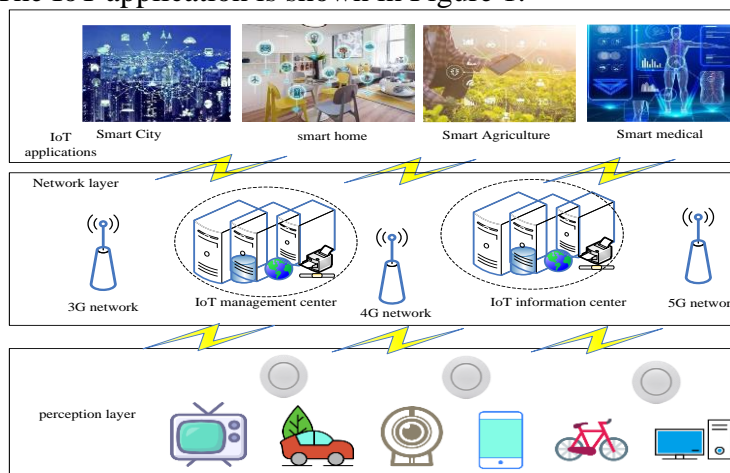 The IoT application is shown in Figure 1.
Smart City
smart home
Smart Agriculture
Smart medical
IoT
applications
Network layer
3G network
IoT management center
4G network
IoT information center
5G network
perception layer